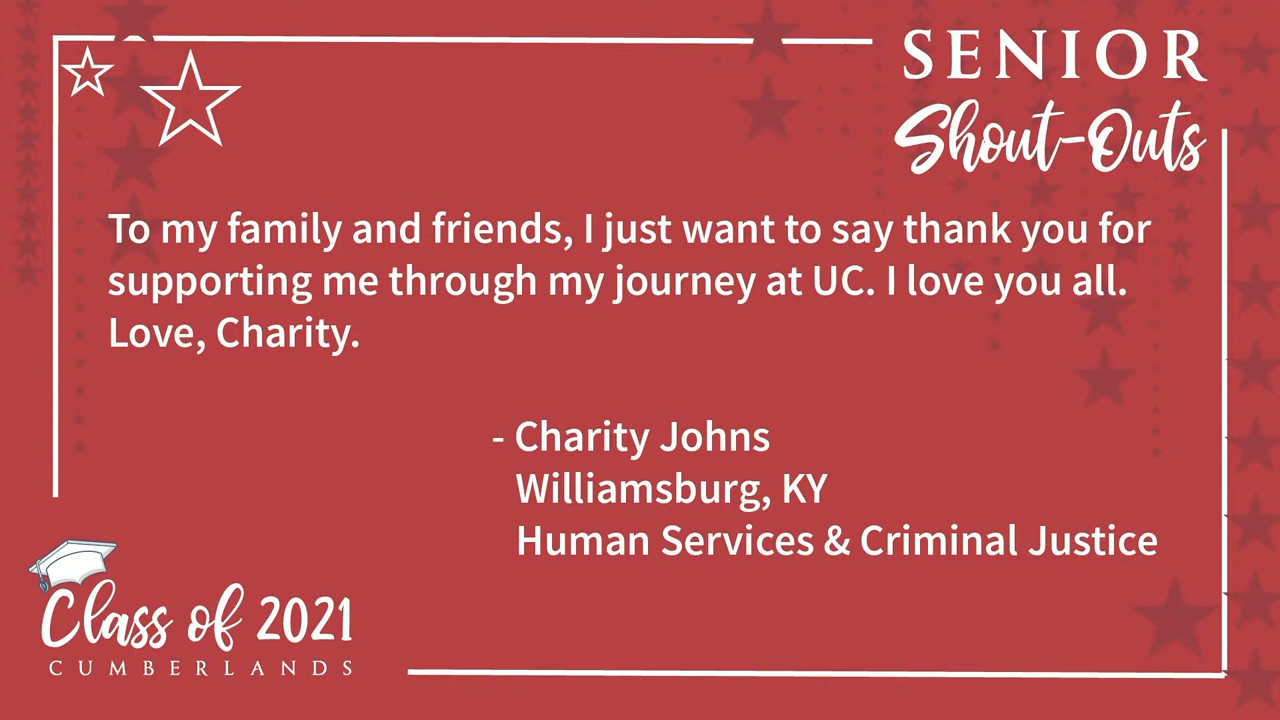 SENIOR
Shout-Outs
To my family and friends, I just want to say thank you for
supporting me through my journey at UC. I love you all.
Love, Charity.
- Charity Johns
Williamsburg, KY
Human Services & Criminal Justice
Class of 2021
CUMBERLANDS